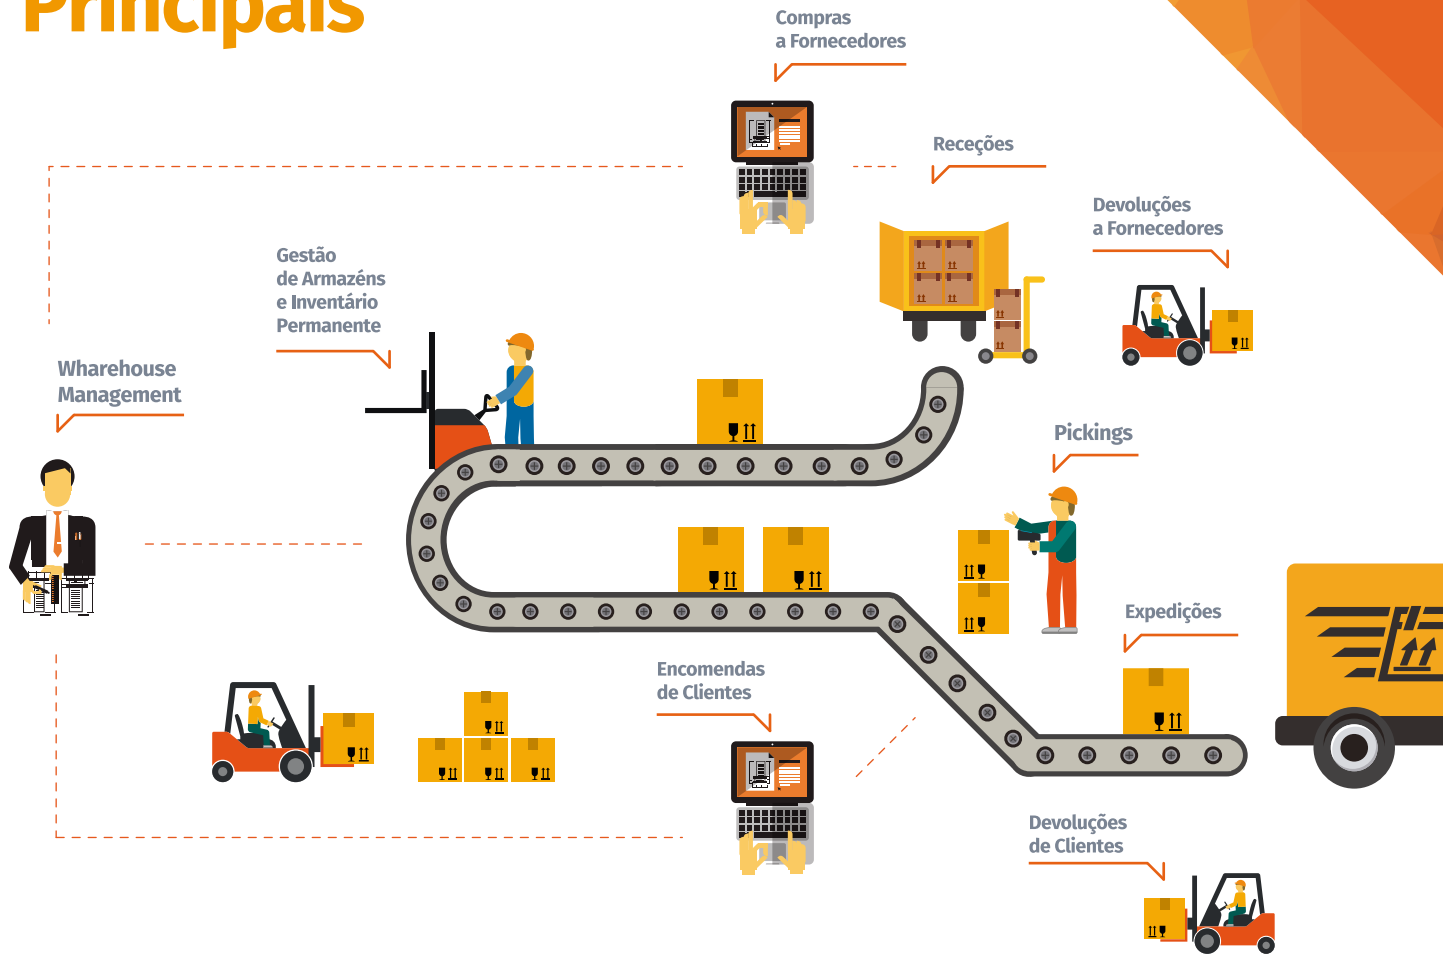 Principais
Compras
a Fornecedores
Receções
Devoluções
a Fornecedores
Gestão
de Armazéns
e Inventário
Permanente
Wharehouse
Management
Pickings
Expedições
Encomendas
de Clientes
Devoluções
de Clientes